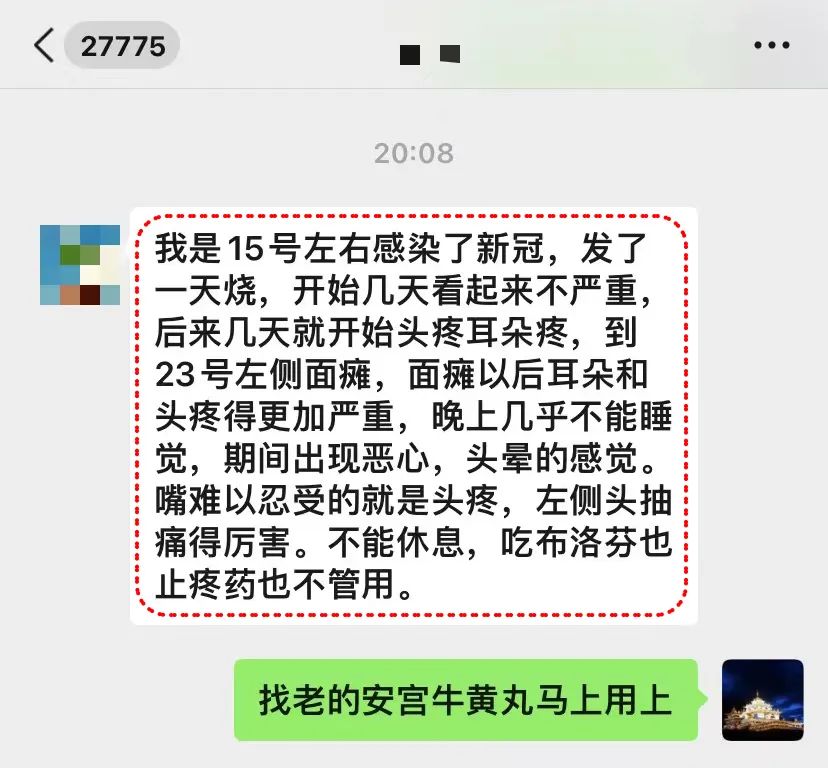 27775
20:08
我是15号左右感染了新冠，发了
一天烧，开始几天看起来不严重，
后来几天就开始头疼耳朵疼，到
23号左侧面瘫，面瘫以后耳朵和
头疼得更加严重，晚上几乎不能睡
觉，期间出现恶心，头晕的感觉。
嘴难以忍受的就是头疼，左侧头抽
痛得厉害。不能休息，吃布洛芬也
止疼药也不管用。
找老的安宫牛黄丸马上用上